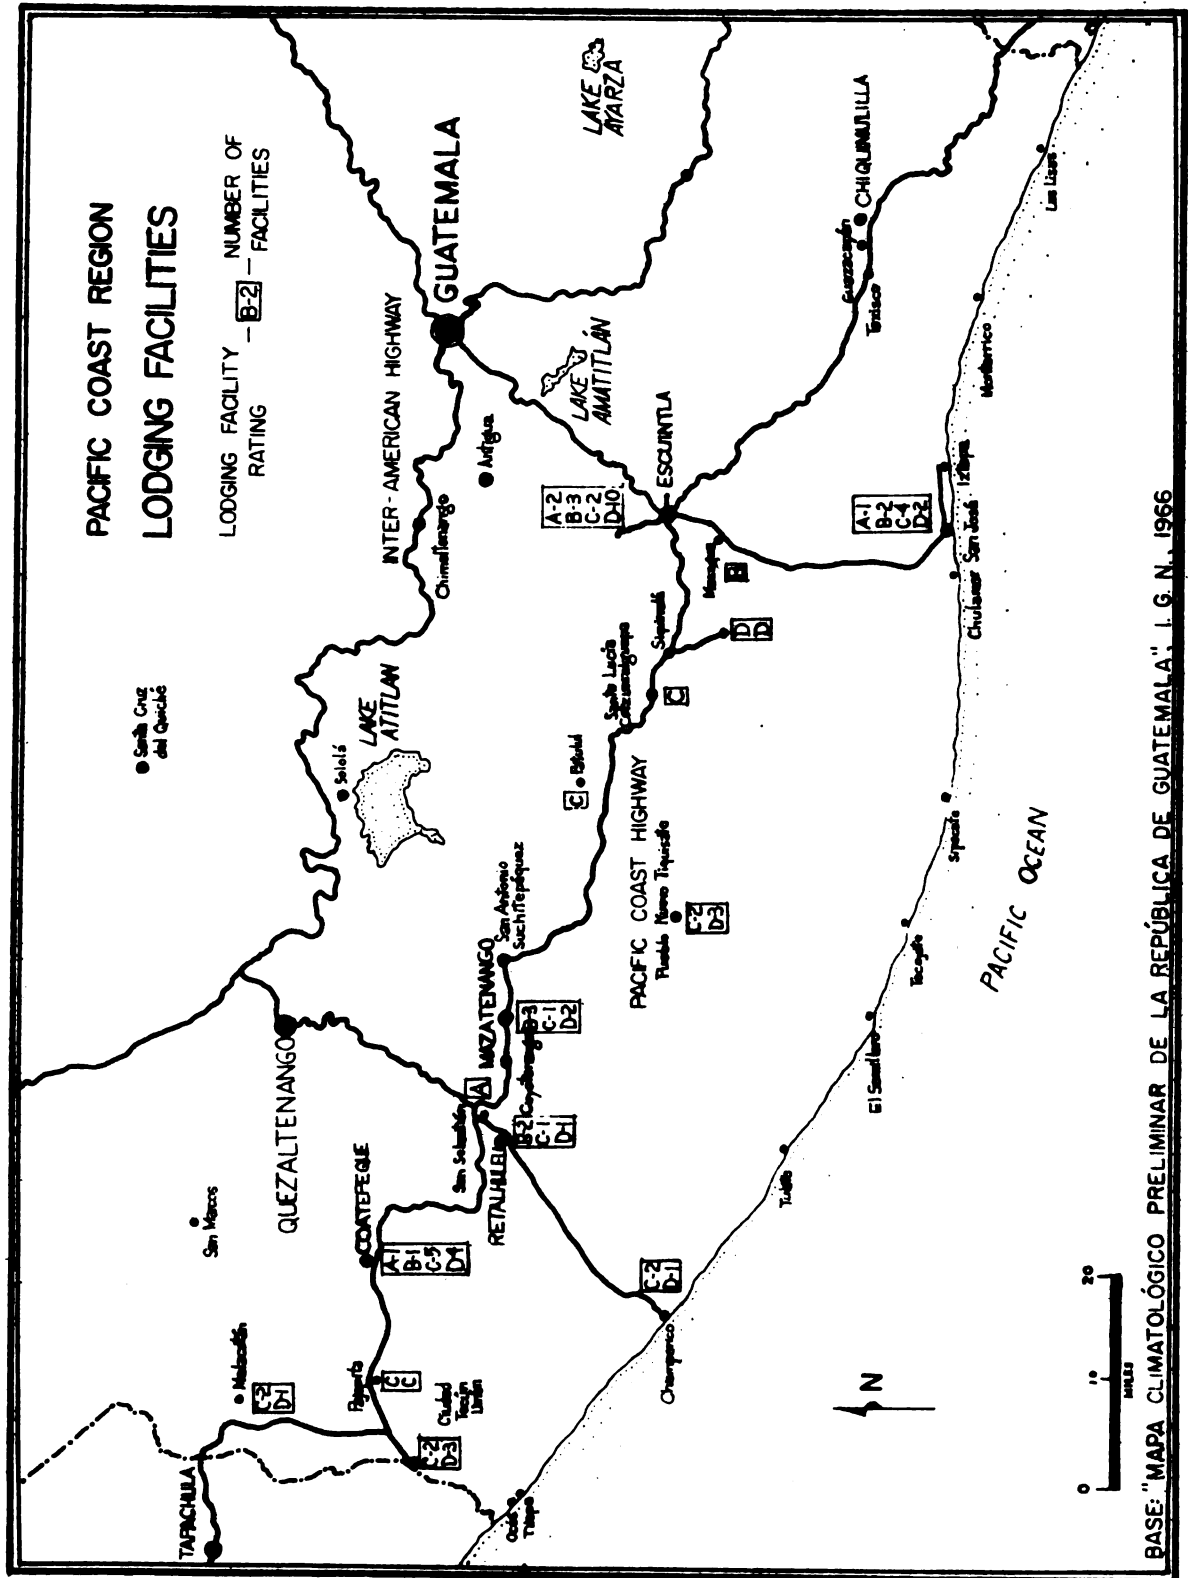 PACIFIC COAST REGION
LODGING FACILITIES
LODGING FACILITY
RATING
B-2
NUMBER OF
FACILITIES
Santa Cruz
del Quiché
INTER-AMERICAN HIGHWAY
GUATEMALA
LAKE
AYARZA
LAKE
AMATITLÁN
Antigua
Chimaltenango
Sololá
LAKE
ATITLAN
QUEZALTENANGO
San Marcos
TAPACHULA
Malacatán
C-2
D-1
Pajapita
C
C
Ciudad
Tecún
Umán
C-2
D-3
COATEPEQUE
A-1
B-1
C-5
D-4
San Sebastián
A
RETALHULEU
B-2
C-1
D-1
MAZATENANGO
B-3
C-1
D-2
San Antonio
Suchitepéquez
C
PACIFIC COAST HIGHWAY
Pueblo Nuevo Tiquisate
C-2
D-3
Santa Lucía
Cotzumalguapa
C
Siquinalá
D
D
ESCUINTLA
A-2
B-3
C-2
D-10
Masagua
B
A-1
B-2
C-4
D-2
San José
Iztapa
Chulamar
Taxisco
Guazacapán
CHIQUIMULILLA
Las Lisas
Monterrico
Sipacate
Tecojate
El Semillero
Tulate
Champerico
C-2
D-1
Ocós
Tilapa
PACIFIC OCEAN
N
0 10 20
MILES
BASE: "MAPA CLIMATOLÓGICO PRELIMINAR DE LA REPÚBLICA DE GUATEMALA", I. G. N., 1966